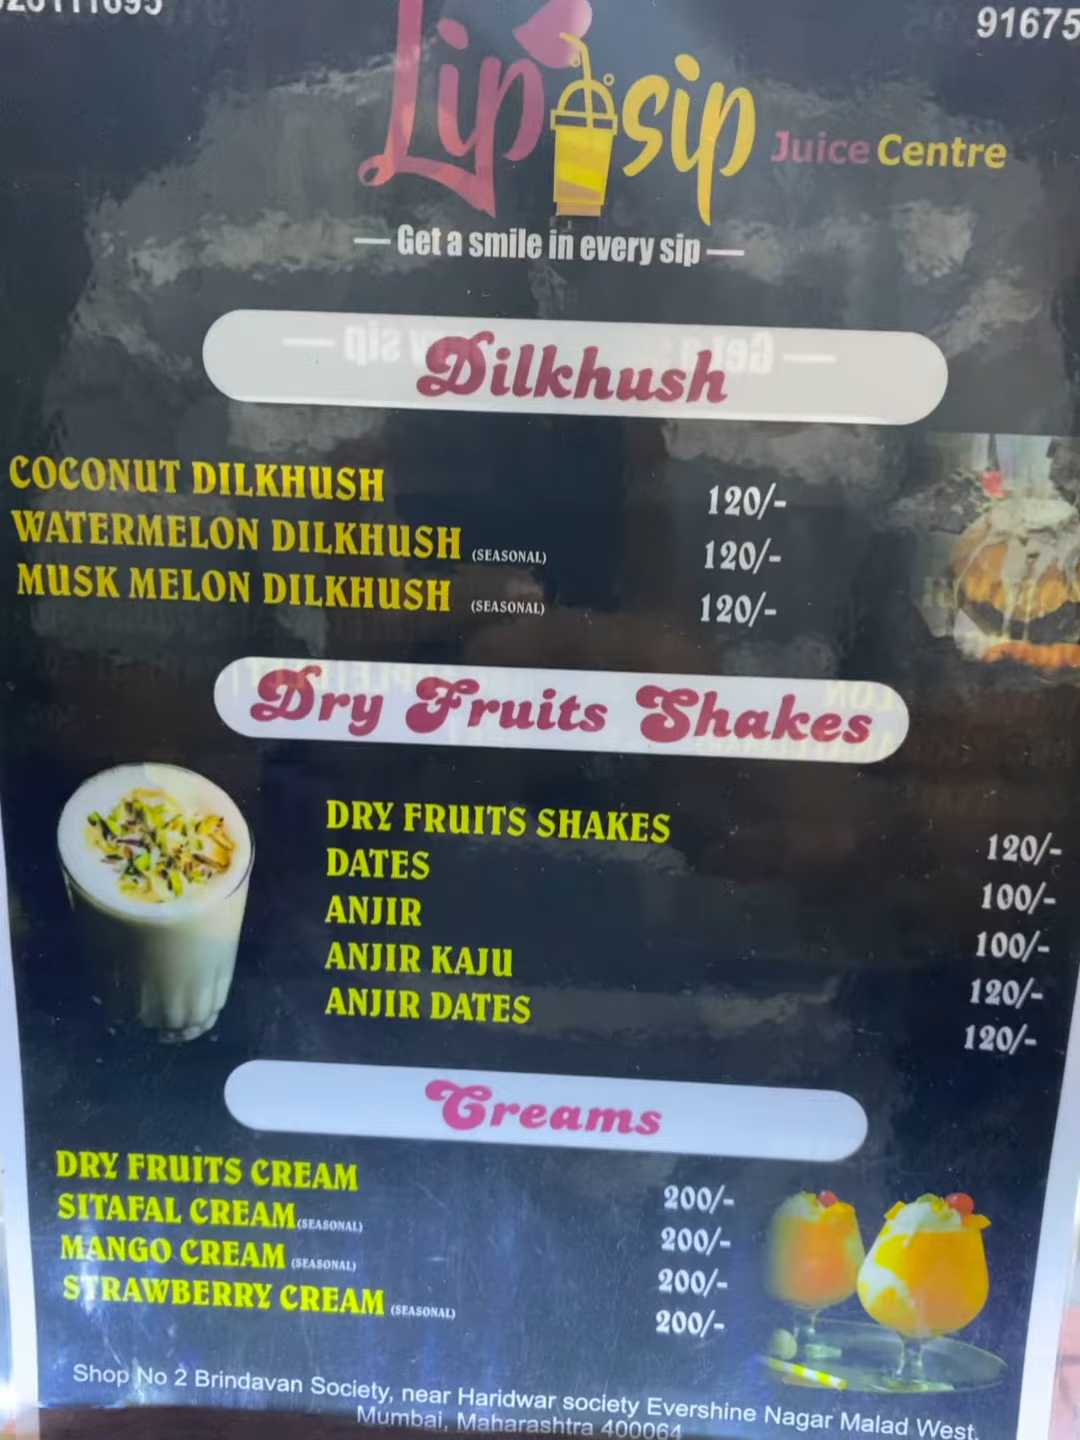 91675
Lip sip Juice Centre
— Get a smile in every sip —
Dilkhush
COCONUT DILKHUSH 120/-
WATERMELON DILKHUSH (SEASONAL) 120/-
MUSK MELON DILKHUSH (SEASONAL) 120/-
Dry Fruits Shakes
DRY FRUITS SHAKES 120/-
DATES 100/-
ANJIR 100/-
ANJIR KAJU 120/-
ANJIR DATES 120/-
Creams
DRY FRUITS CREAM 200/-
SITAFAL CREAM (SEASONAL) 200/-
MANGO CREAM (SEASONAL) 200/-
STRAWBERRY CREAM (SEASONAL) 200/-
Shop No 2 Brindavan Society, near Haridwar society Evershine Nagar Malad West,
Mumbai, Maharashtra 400064